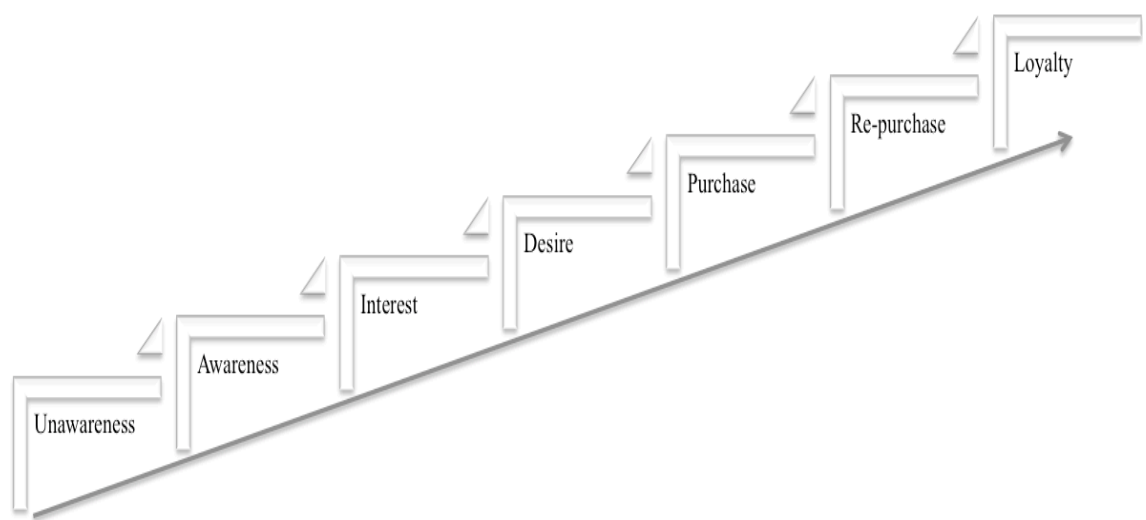 Loyalty
Re-purchase
Purchase
Desire
Interest
Awareness
Unawareness